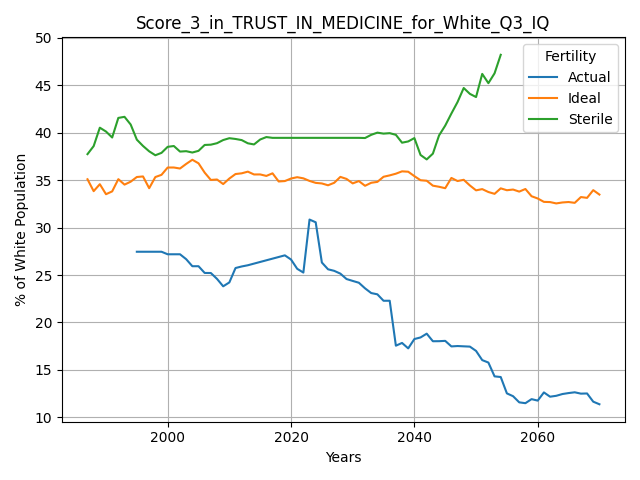 Score_3_in_TRUST_IN_MEDICINE_for_White_Q3_IQ
% of White Population
50
45
40
35
30
25
20
15
10
Fertility
Actual
Ideal
Sterile
2000 2020 2040 2060
Years